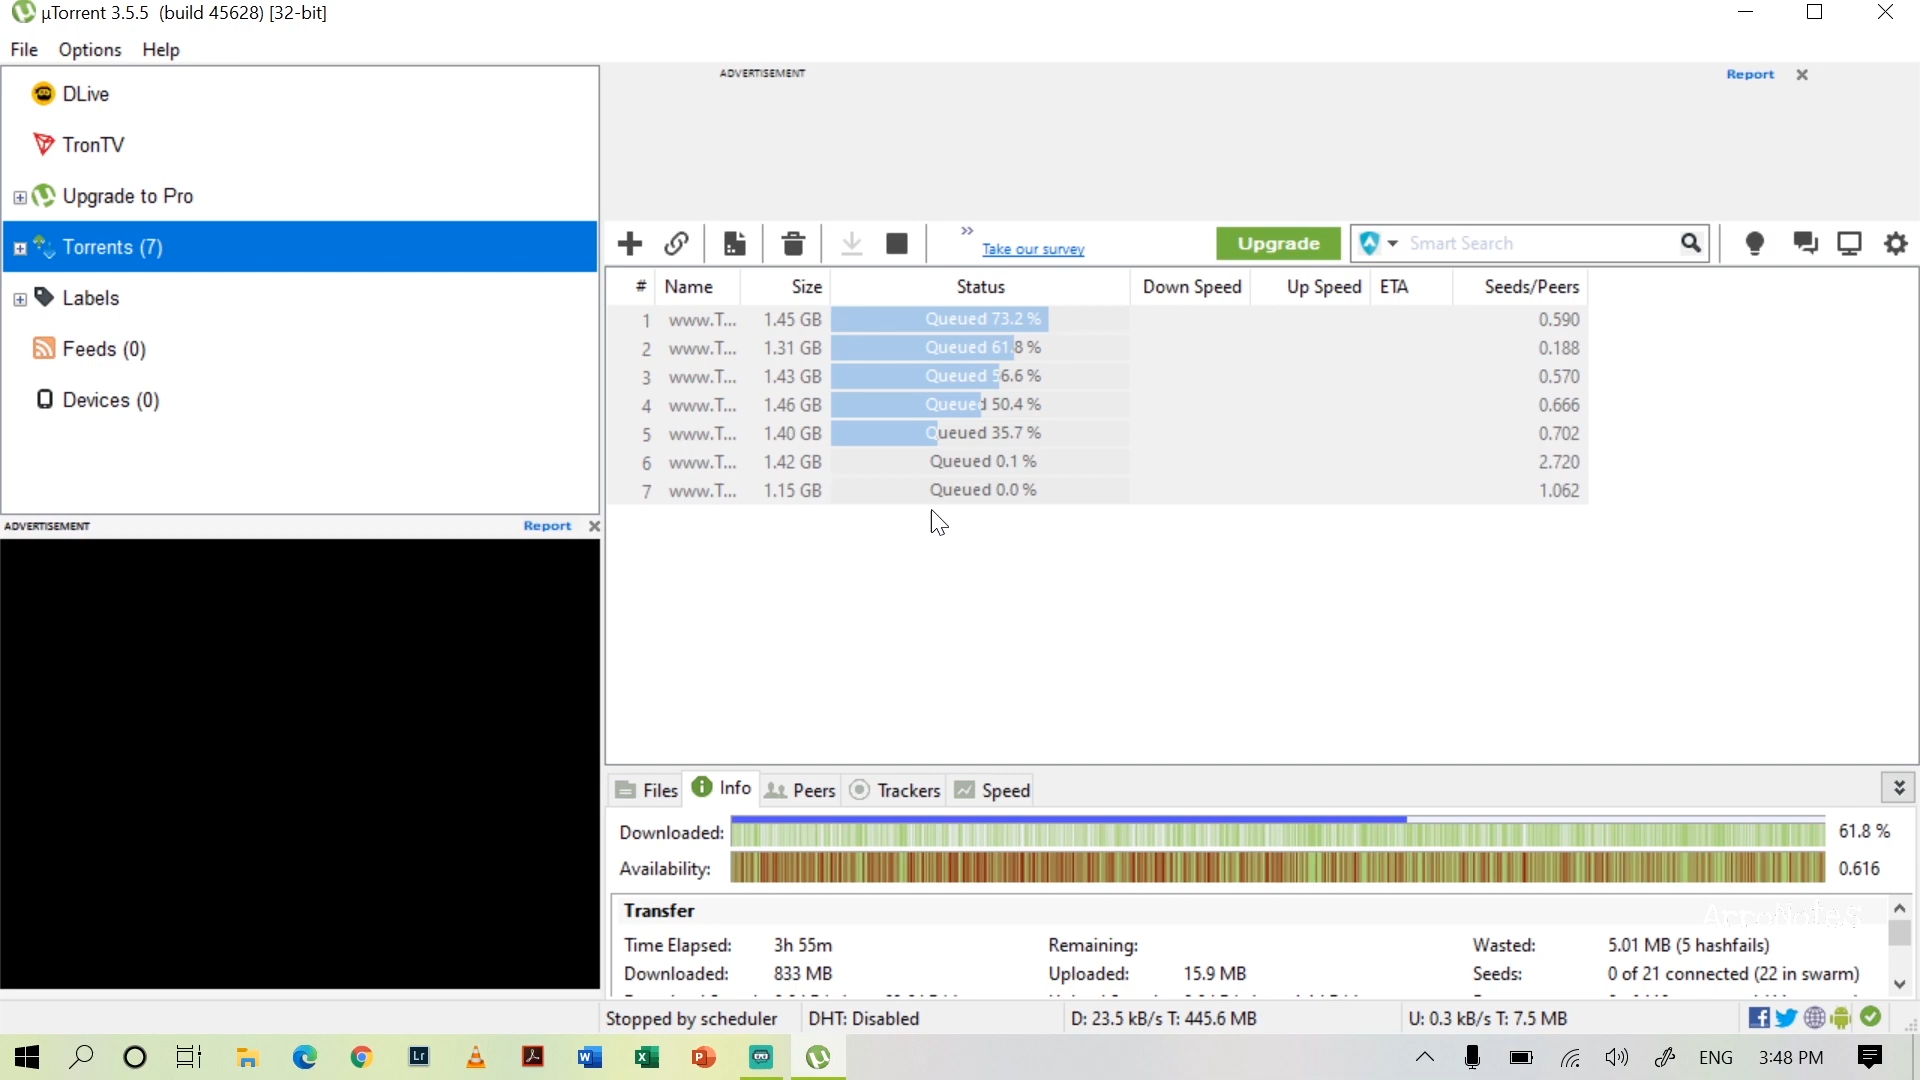 µTorrent 3.5.5 (build 45628) [32-bit]
File Options Help
DLive
TronTV
Upgrade to Pro
Torrents (7)
Labels
Feeds (0)
Devices (0)
ADVERTISEMENT Report
ADVERTISEMENT Report
Take our survey Upgrade Smart Search
# Name Size Status Down Speed Up Speed ETA Seeds/Peers
1 www.T... 1.45 GB Queued 73.2 % 0.590
2 www.T... 1.31 GB Queued 61.8 % 0.188
3 www.T... 1.43 GB Queued 56.6 % 0.570
4 www.T... 1.46 GB Queued 50.4 % 0.666
5 www.T... 1.40 GB Queued 35.7 % 0.702
6 www.T... 1.42 GB Queued 0.1 % 2.720
7 www.T... 1.15 GB Queued 0.0 % 1.062
Files Info Peers Trackers Speed
Downloaded: 61.8 %
Availability: 0.616
Transfer
Time Elapsed: 3h 55m Remaining: Wasted: 5.01 MB (5 hashfails)
Downloaded: 833 MB Uploaded: 15.9 MB Seeds: 0 of 21 connected (22 in swarm)
Stopped by scheduler DHT: Disabled D: 23.5 kB/s T: 445.6 MB U: 0.3 kB/s T: 7.5 MB
Lr ENG 3:48 PM